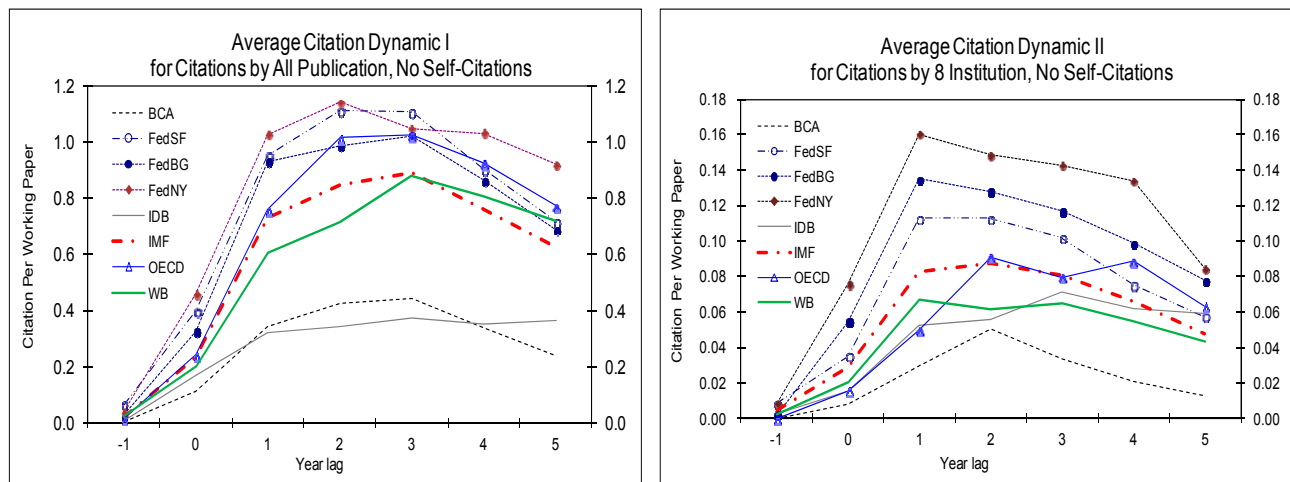 Average Citation Dynamic I
for Citations by All Publication, No Self-Citations
Citation Per Working Paper
1.2 1.2
1.0 1.0
0.8 0.8
0.6 0.6
0.4 0.4
0.2 0.2
0.0 0.0
BCA
FedSF
FedBG
FedNY
IDB
IMF
OECD
WB
-1 0 1 2 3 4 5
Year lag
Average Citation Dynamic II
for Citations by 8 Institution, No Self-Citations
Citation Per Working Paper
0.18 0.18
0.16 0.16
0.14 0.14
0.12 0.12
0.10 0.10
0.08 0.08
0.06 0.06
0.04 0.04
0.02 0.02
0.00 0.00
BCA
FedSF
FedBG
FedNY
IDB
IMF
OECD
WB
-1 0 1 2 3 4 5
Year lag